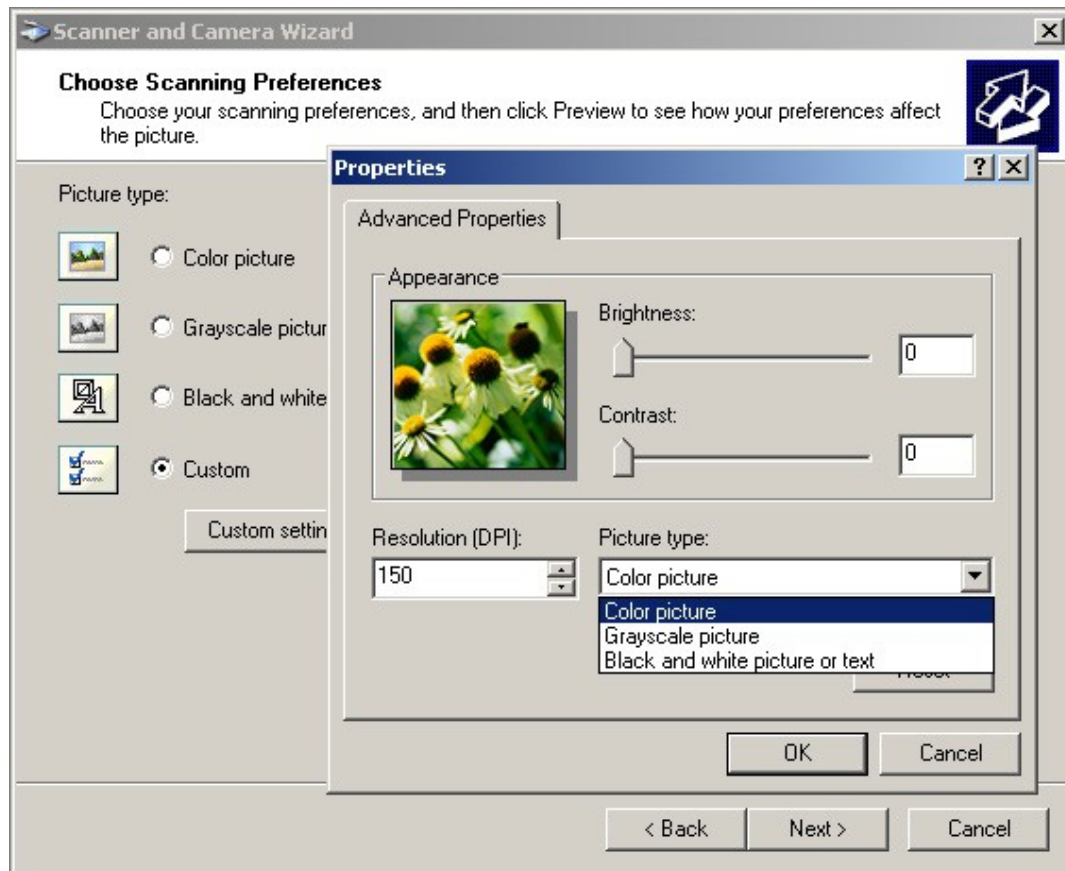 Scanner and Camera Wizard
Choose Scanning Preferences
Choose your scanning preferences, and then click Preview to see how your preferences affect
the picture.
Picture type:
Color picture
Grayscale pictur
Black and white
Custom
Custom settin
Properties
Advanced Properties
Appearance
Brightness:
0
Contrast:
0
Resolution (DPI):
150
Picture type:
Color picture
Color picture
Grayscale picture
Black and white picture or text
OK
Cancel
< Back
Next >
Cancel